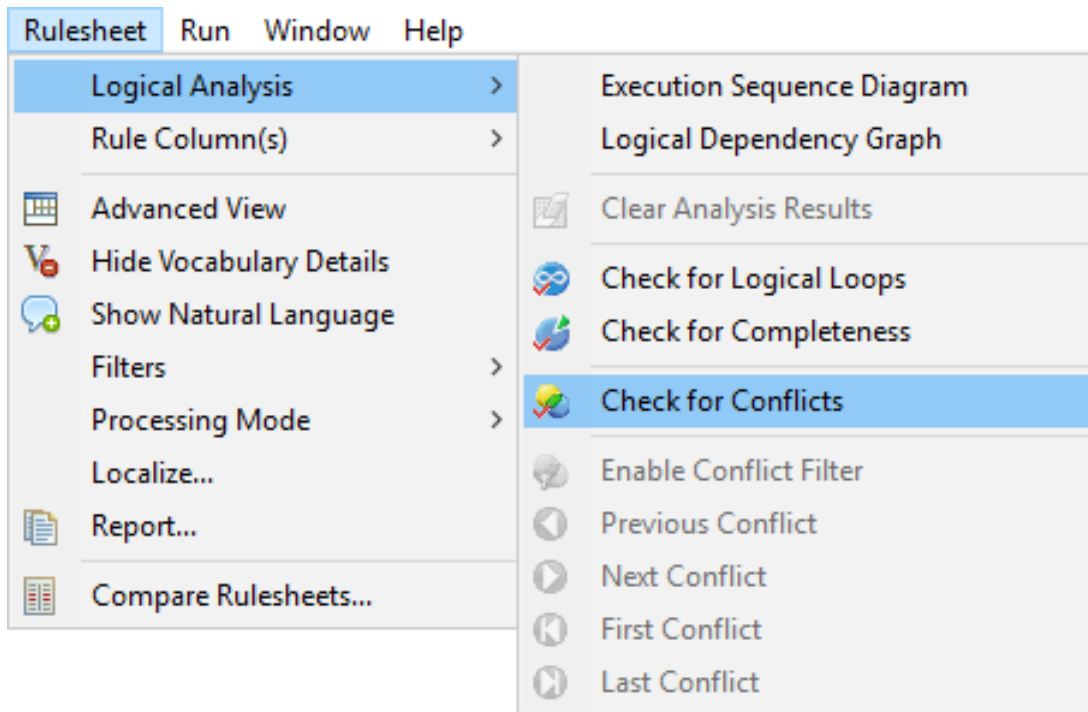 Rulesheet Run Window Help
Logical Analysis
Rule Column(s)
Advanced View
Hide Vocabulary Details
Show Natural Language
Filters
Processing Mode
Localize...
Report...
Compare Rulesheets...
Execution Sequence Diagram
Logical Dependency Graph
Clear Analysis Results
Check for Logical Loops
Check for Completeness
Check for Conflicts
Enable Conflict Filter
Previous Conflict
Next Conflict
First Conflict
Last Conflict